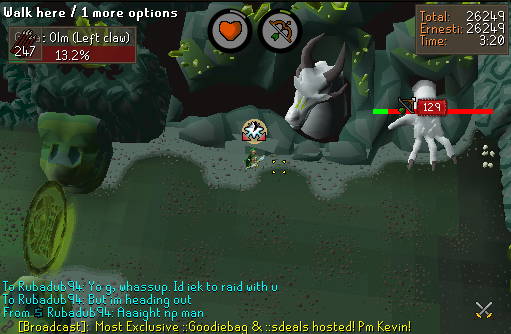 Walk here / 1 more options
Olm (Left claw)
247
13.2%
Total: 26249
Ernesti: 26249
Time: 3:20
129
To Rubadub94: Yo g, whassup. Id iek to raid with u
To Rubadub94: But im heading out
From S Rubadub94: Aaaight np man
[Broadcast]: Most Exclusive ::Goodiebag & ::sdeals hosted! Pm Kevin!